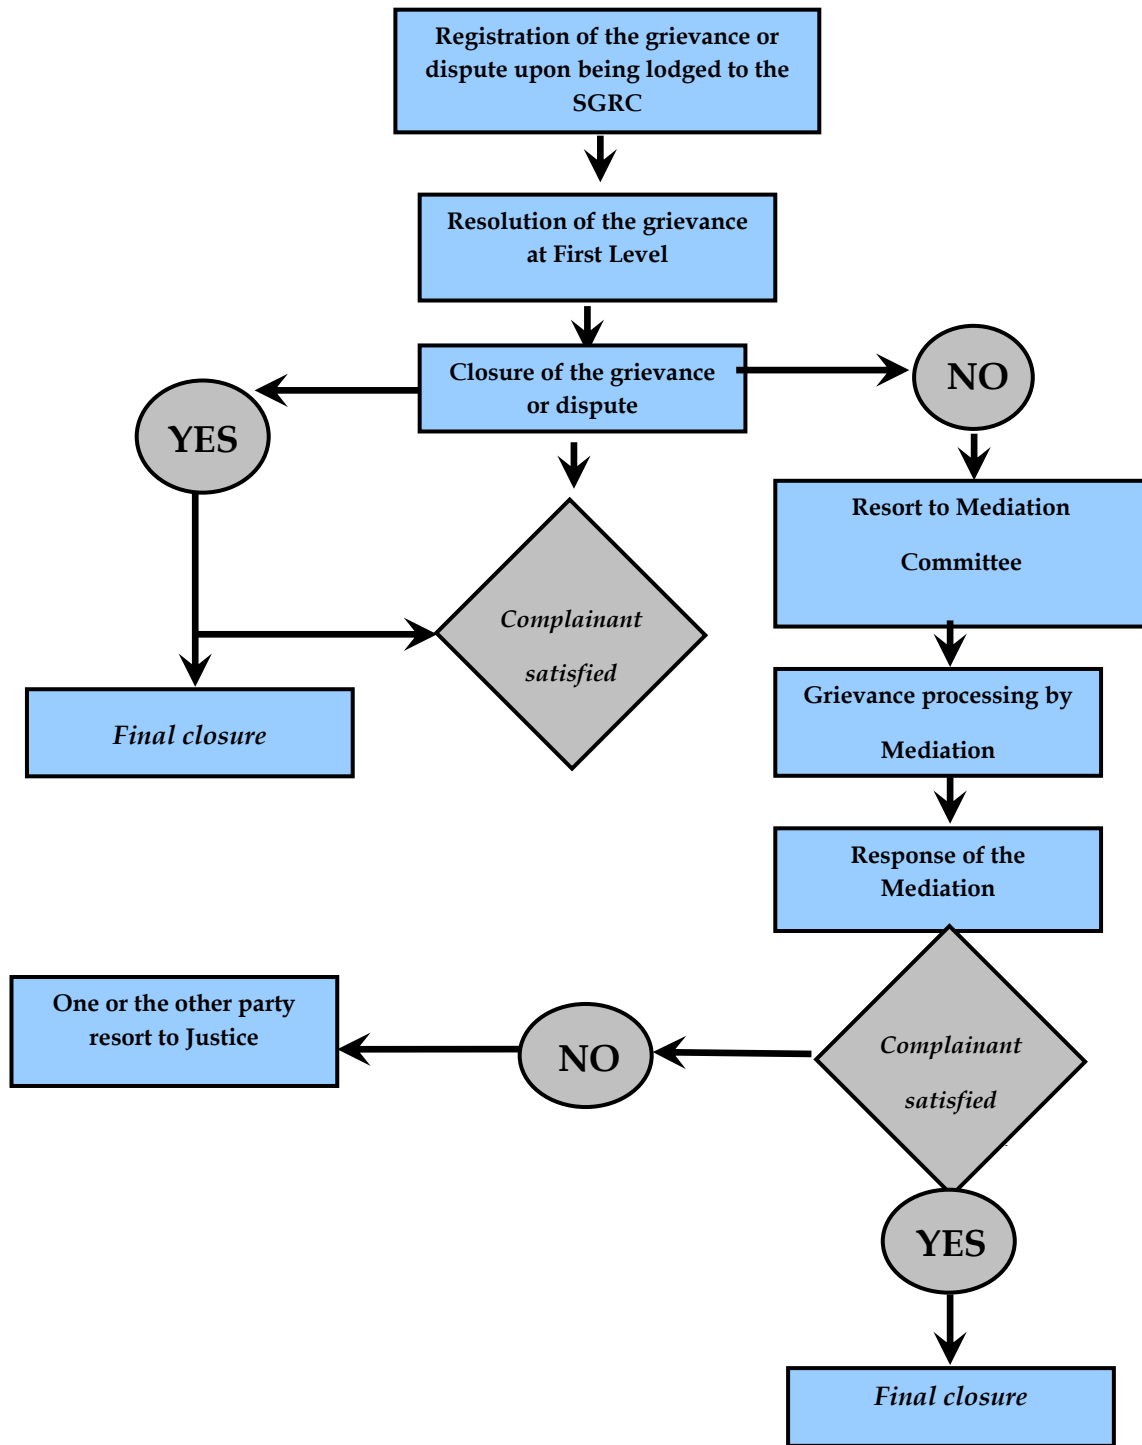 Registration of the grievance or
dispute upon being lodged to the
SGRC
Resolution of the grievance
at First Level
Closure of the grievance
or dispute
NO
YES
Resort to Mediation
Committee
Complainant
satisfied
Grievance processing by
Mediation
Final closure
Response of the
Mediation
One or the other party
resort to Justice
NO
Complainant
satisfied
YES
Final closure